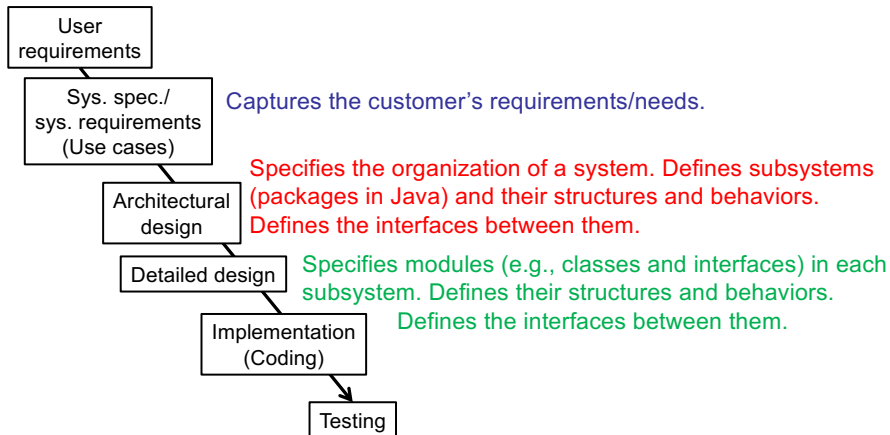 User
requirements
Sys. spec./
sys. requirements
(Use cases)
Captures the customer’s requirements/needs.
Architectural
design
Specifies the organization of a system. Defines subsystems
(packages in Java) and their structures and behaviors.
Defines the interfaces between them.
Detailed design
Specifies modules (e.g., classes and interfaces) in each
subsystem. Defines their structures and behaviors.
Defines the interfaces between them.
Implementation
(Coding)
Testing